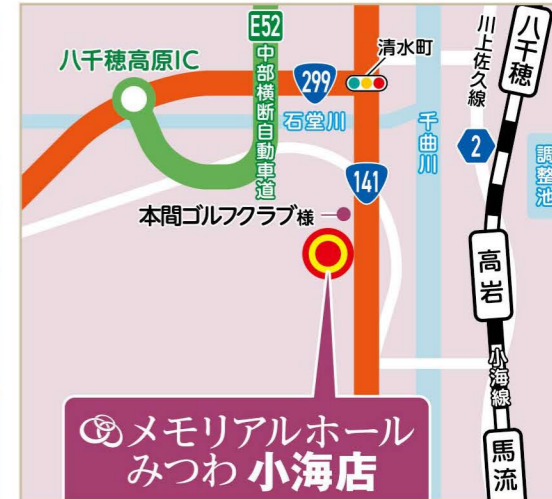 E52
中部横断自動車道
八千穂高原IC
299
清水町
川上佐久線
八千穂
石堂川
千曲川
2
調整池
141
本間ゴルフクラブ様
高岩
小海線
メモリアルホール
みつわ 小海店
馬流